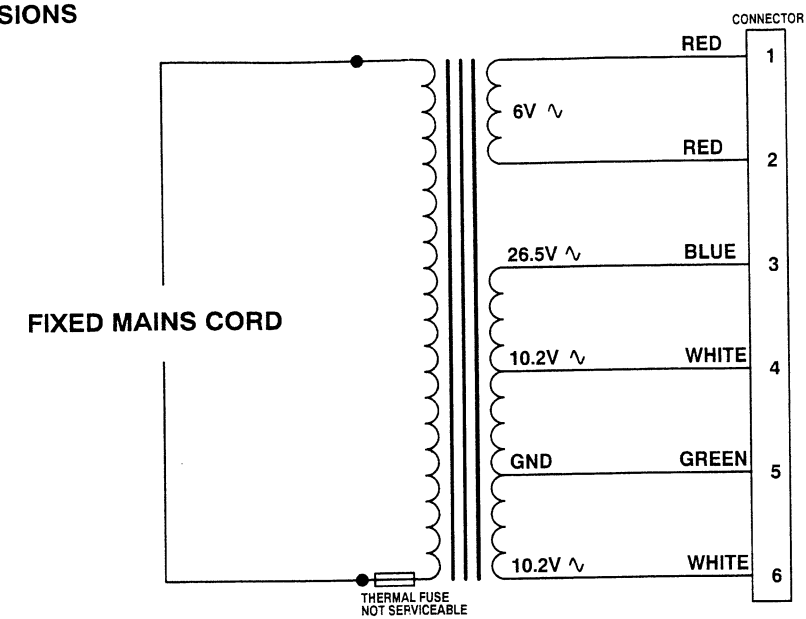 SIONS
CONNECTOR
RED 1
6V ∿
RED 2
26.5V ∿ BLUE 3
FIXED MAINS CORD
10.2V ∿ WHITE 4
GND GREEN 5
10.2V ∿ WHITE 6
THERMAL FUSE
NOT SERVICEABLE